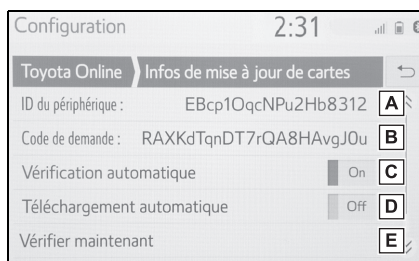 Configuration 2:31
Toyota Online Infos de mise à jour de cartes
ID du périphérique : EBcp1OqcNPu2Hb8312 A
Code de demande : RAXKdTqnDT7rQA8HAvgJ0u B
Vérification automatique On C
Téléchargement automatique Off D
Vérifier maintenant E